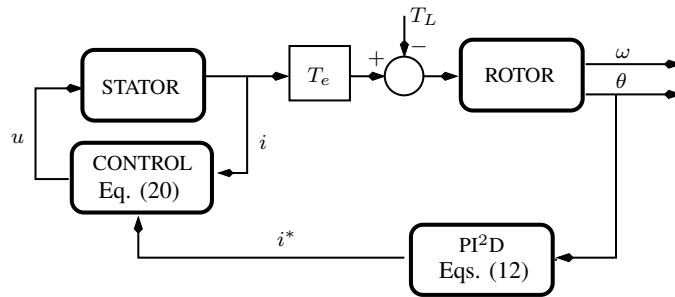 T_L
STATOR
T_e
+
−
ROTOR
ω
θ
u
i
CONTROL
Eq. (20)
i*
PI²D
Eqs. (12)